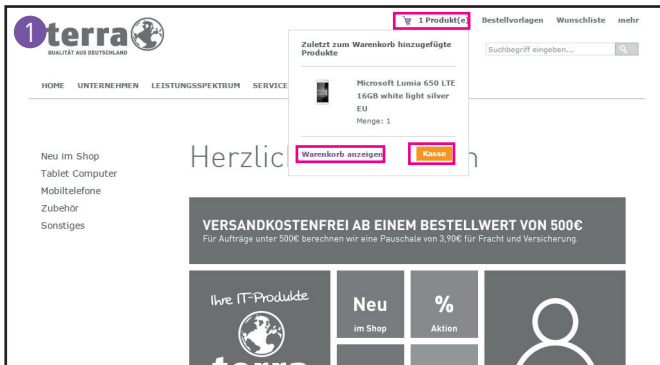 1
terra
QUALITÄT AUS DEUTSCHLAND
1 Produkt(e)
Bestellvorlagen
Wunschliste
mehr
Zuletzt zum Warenkorb hinzugefügte
Produkte
Microsoft Lumia 650 LTE
16GB white light silver
EU
Menge: 1
Warenkorb anzeigen
Kasse
Suchbegriff eingeben...
HOME UNTERNEHMEN LEISTUNGSSPEKTRUM SERVICE
Neu im Shop
Tablet Computer
Mobiltelefone
Zubehör
Sonstiges
Herzlic n
VERSANDKOSTENFREI AB EINEM BESTELLWERT VON 500€
Für Aufträge unter 500€ berechnen wir eine Pauschale von 3,90€ für Fracht und Versicherung.
Ihre IT-Produkte
terra
Neu
im Shop
%
Aktion